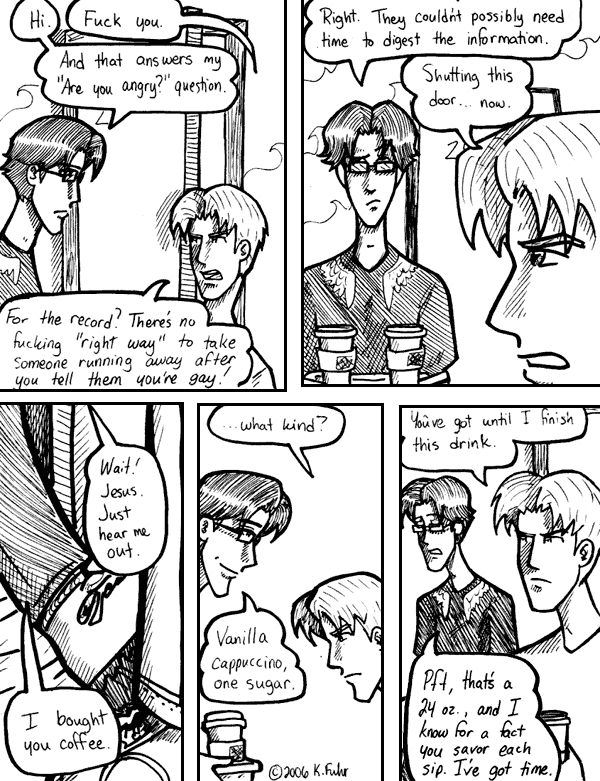 Hi.
Fuck you.
And that answers my
"Are you angry?" question.
For the record? There's no
fucking "right way" to take
someone running away after
you tell them you're gay!
Right. They couldn't possibly need
time to digest the information.
Shutting this
door... now.
Wait!
Jesus.
Just
hear me
out.
I bought
you coffee.
...what kind?
Vanilla
cappuccino,
one sugar.
©2006 K.Fuhr
You've got until I finish
this drink.
Pft, that's a
24 oz., and I
know for a fact
you savor each
sip. I've got time.